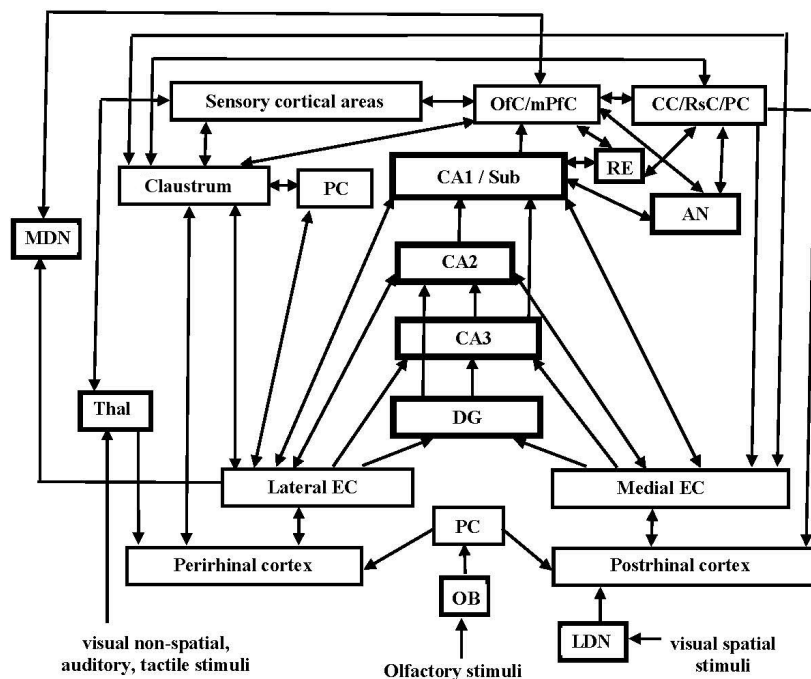 Sensory cortical areas
OfC/mPfC
CC/RsC/PC
Claustrum
PC
CA1 / Sub
RE
AN
MDN
CA2
CA3
Thal
DG
Lateral EC
Medial EC
PC
Perirhinal cortex
Postrhinal cortex
OB
LDN
visual non-spatial,
auditory, tactile stimuli
Olfactory stimuli
visual spatial
stimuli